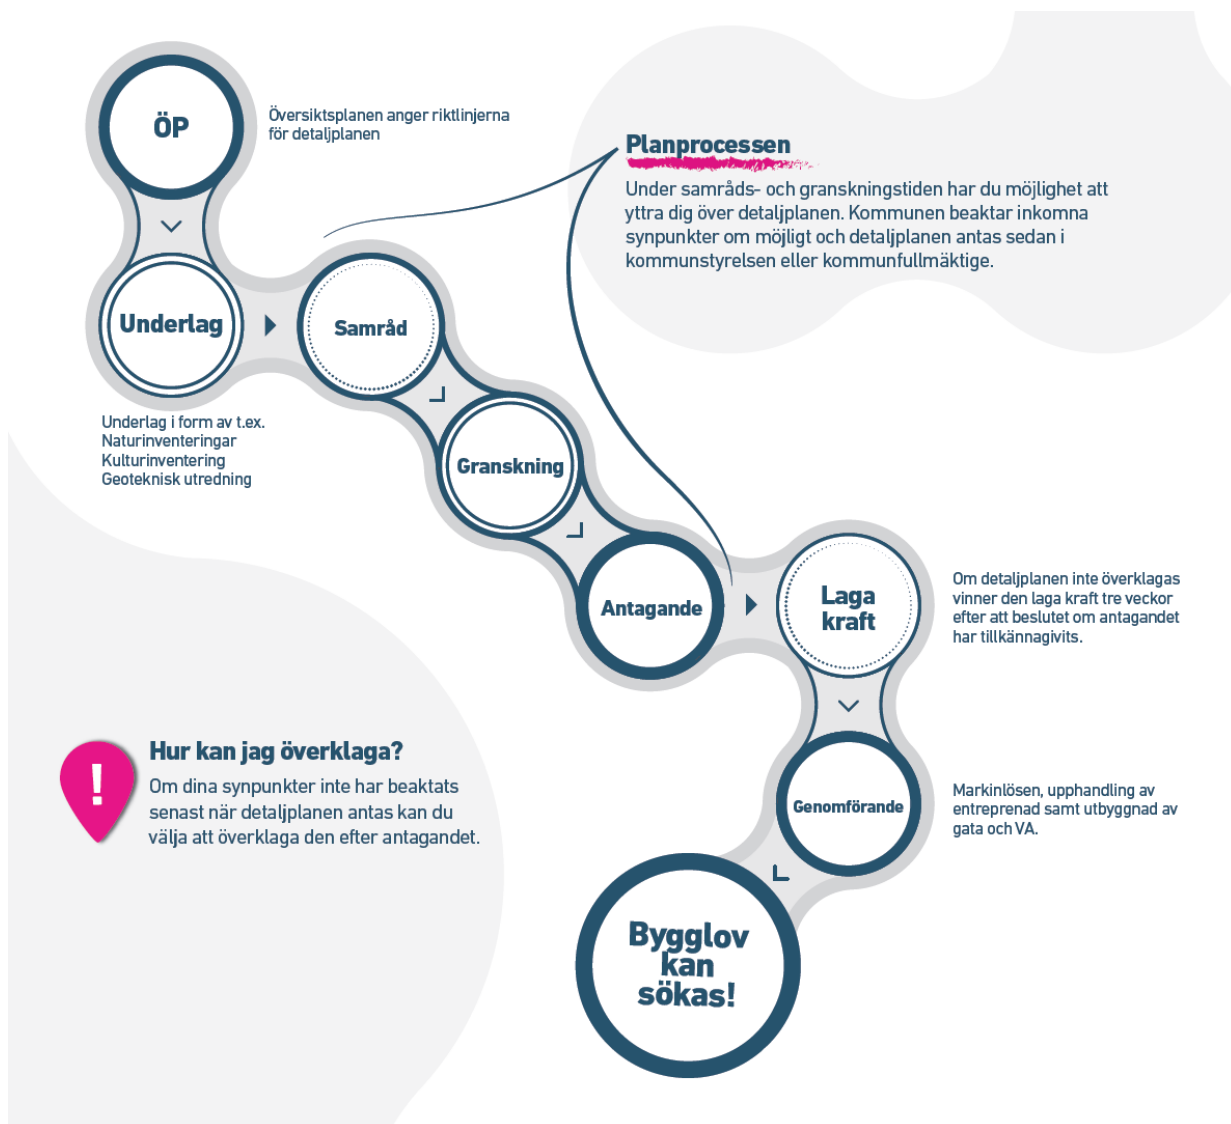 ÖP
Översiktsplanen anger riktlinjerna
för detaljplanen
Planprocessen
Under samråds- och granskningstiden har du möjlighet att
yttra dig över detaljplanen. Kommunen beaktar inkomna
synpunkter om möjligt och detaljplanen antas sedan i
kommunstyrelsen eller kommunfullmäktige.
Underlag
Samråd
Underlag i form av t.ex.
Naturinventeringar
Kulturinventering
Geoteknisk utredning
Granskning
Antagande
Laga
kraft
Om detaljplanen inte överklagas
vinner den laga kraft tre veckor
efter att beslutet om antagandet
har tillkännagivits.
!
Hur kan jag överklaga?
Om dina synpunkter inte har beaktats
senast när detaljplanen antas kan du
välja att överklaga den efter antagandet.
Genomförande
Markinlösen, upphandling av
entreprenad samt utbyggnad av
gata och VA.
Bygglov
kan
sökas!